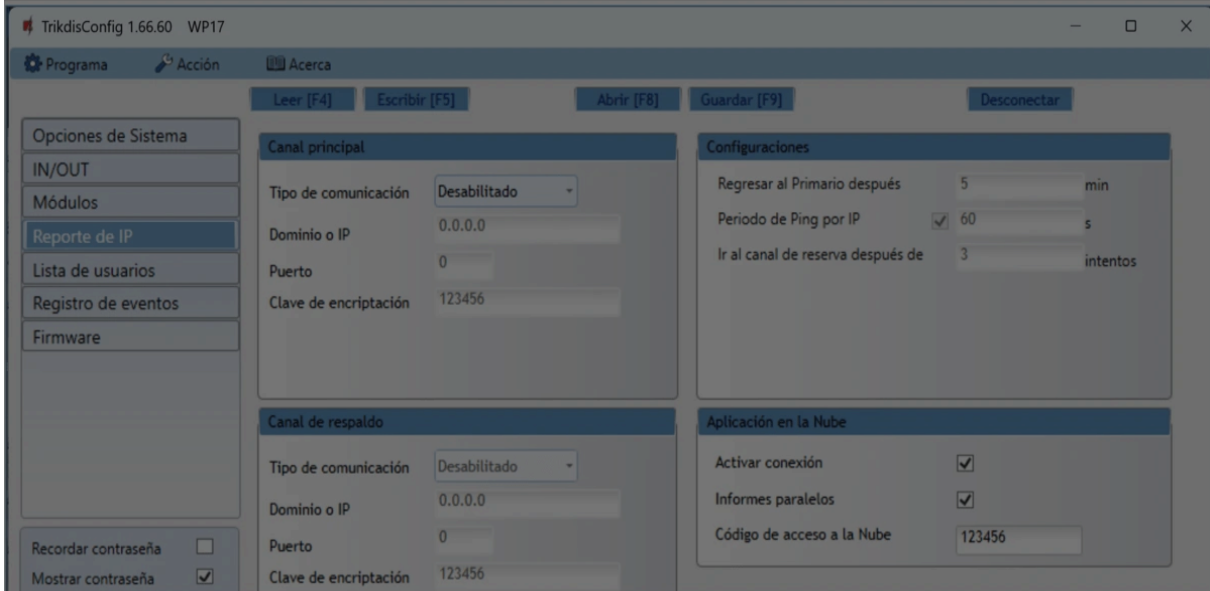 TrikdisConfig 1.66.60 WP17
Programa Acción Acerca
Leer [F4] Escribir [F5] Abrir [F8] Guardar [F9] Desconectar
Opciones de Sistema
IN/OUT
Módulos
Reporte de IP
Lista de usuarios
Registro de eventos
Firmware
Recordar contraseña
Mostrar contraseña
Canal principal
Tipo de comunicación Desabilitado
Dominio o IP 0.0.0.0
Puerto 0
Clave de encriptación 123456
Configuraciones
Regresar al Primario después 5 min
Periodo de Ping por IP 60 s
Ir al canal de reserva después de 3 intentos
Canal de respaldo
Tipo de comunicación Desabilitado
Dominio o IP 0.0.0.0
Puerto 0
Clave de encriptación 123456
Aplicación en la Nube
Activar conexión
Informes paralelos
Código de acceso a la Nube 123456